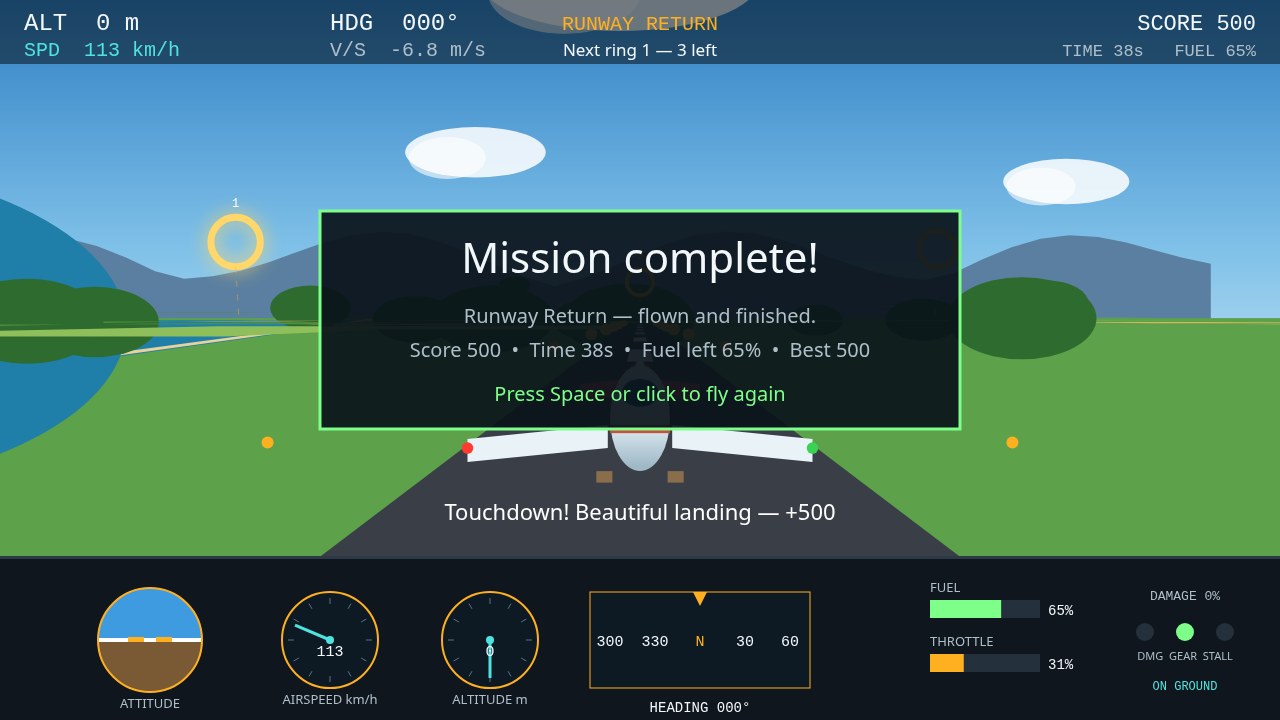 ALT  0 m
SPD  113 km/h
HDG  000°
V/S  -6.8 m/s
RUNWAY RETURN
Next ring 1 — 3 left
SCORE 500
TIME 38s   FUEL 65%
1
Mission complete!
Runway Return — flown and finished.
Score 500  •  Time 38s  •  Fuel left 65%  •  Best 500
Press Space or click to fly again
Touchdown! Beautiful landing — +500
ATTITUDE
113
AIRSPEED km/h
0
ALTITUDE m
300 330 N 30 60
HEADING 000°
FUEL
65%
THROTTLE
31%
DAMAGE 0%
DMG GEAR STALL
ON GROUND